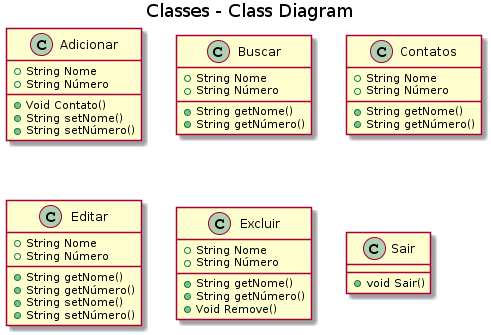 Classes - Class Diagram
C Adicionar
String Nome
String Número
Void Contato()
String setNome()
String setNúmero()
C Buscar
String Nome
String Número
String getNome()
String getNúmero()
C Contatos
String Nome
String Número
String getNome()
String getNúmero()
C Editar
String Nome
String Número
String getNome()
String getNúmero()
String setNome()
String setNúmero()
C Excluir
String Nome
String Número
String getNome()
String getNúmero()
Void Remove()
C Sair
void Sair()